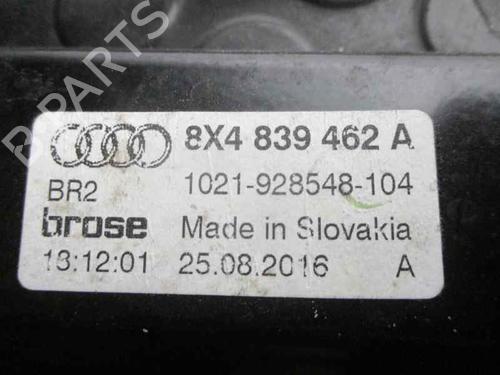 B PARTS
8X4 839 462 A
BR2 1021-928548-104
brose Made in Slovakia
13:12:01 25.08.2016 A